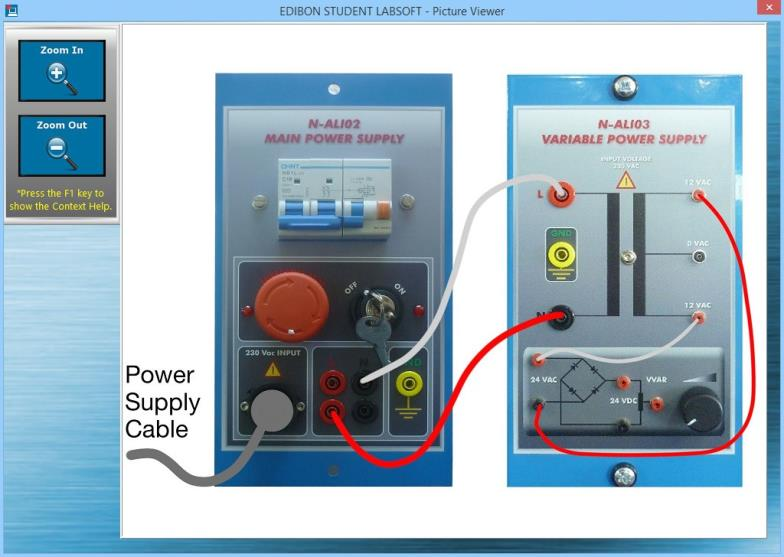 EDIBON STUDENT LABSOFT - Picture Viewer
Zoom In
Zoom Out
*Press the F1 key to
show the Context Help.
N-ALI02
MAIN POWER SUPPLY
CHNT
OFF
ON
230 Vac INPUT
N
GND
Power
Supply
Cable
N-ALI03
VARIABLE POWER SUPPLY
INPUT VOLTAGE
230 VAC
L
12 VAC
GND
0 VAC
N
12 VAC
24 VAC
VVAR
24 VDC